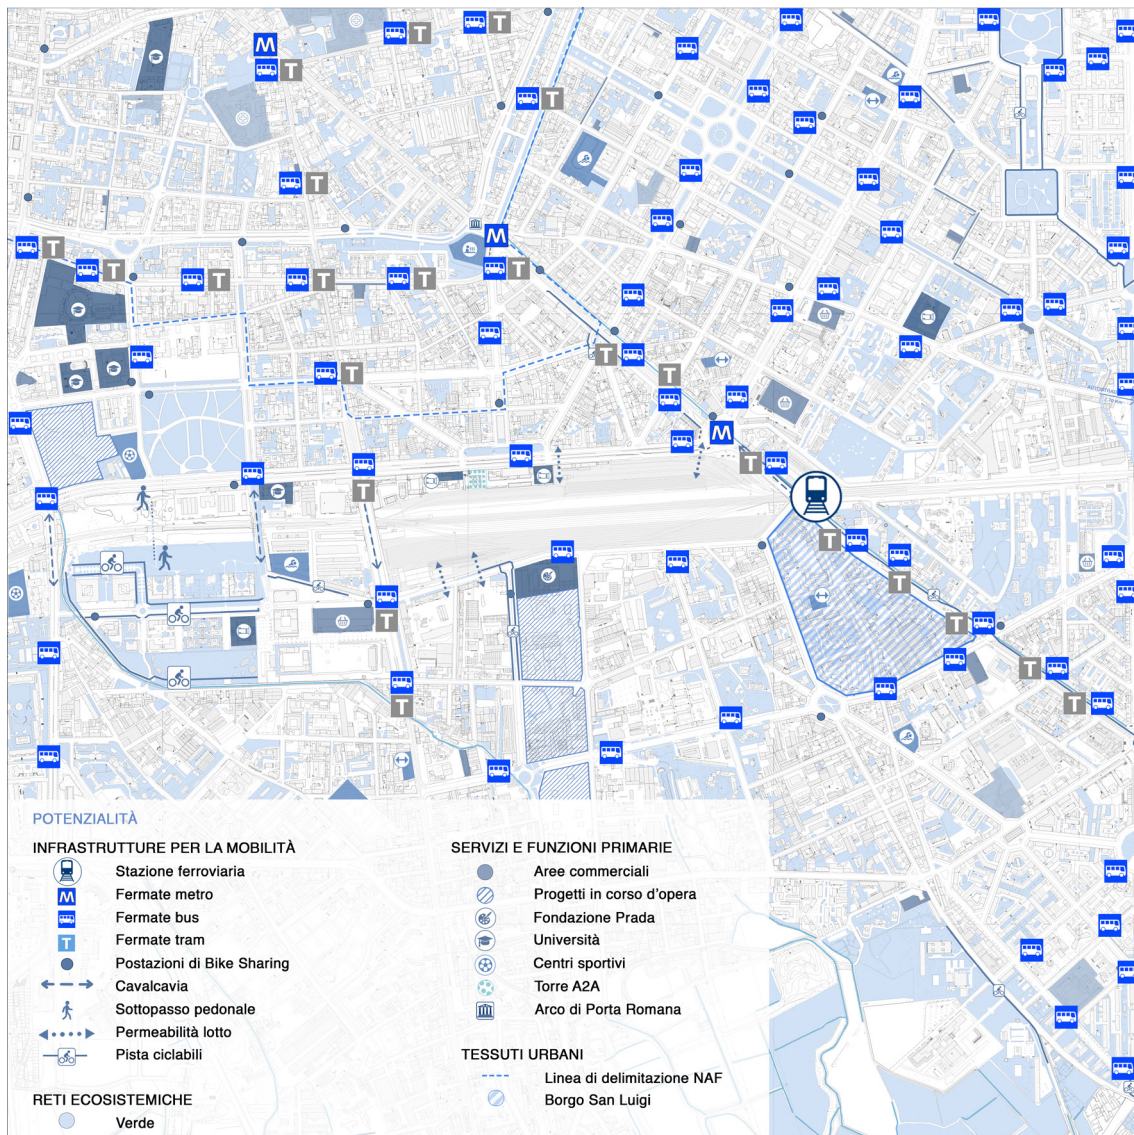 POTENZIALITÀ
INFRASTRUTTURE PER LA MOBILITÀ
Stazione ferroviaria
M Fermate metro
Fermate bus
T Fermate tram
Postazioni di Bike Sharing
Cavalcavia
Sottopasso pedonale
Permeabilità lotto
Pista ciclabili
RETI ECOSISTEMICHE
Verde
SERVIZI E FUNZIONI PRIMARIE
Aree commerciali
Progetti in corso d'opera
Fondazione Prada
Università
Centri sportivi
Torre A2A
Arco di Porta Romana
TESSUTI URBANI
Linea di delimitazione NAF
Borgo San Luigi